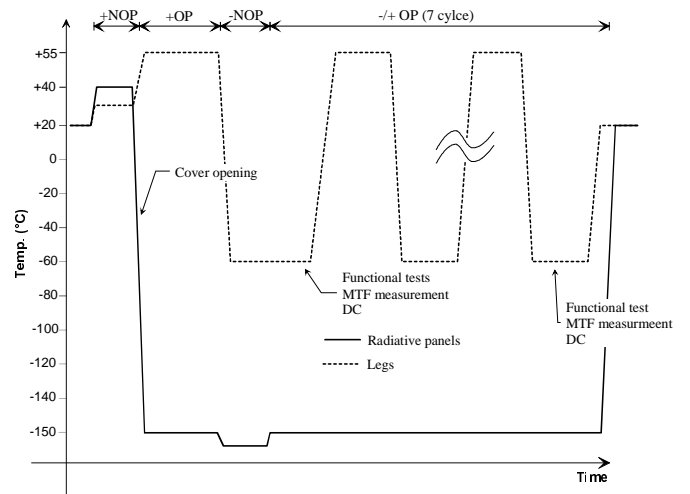 +NOP +OP -NOP -/+ OP (7 cylce)
+55
+40
+20
0
-20
-40
-60
-80
-100
-120
-140
-150
Temp. (°C)
Cover opening
Functional tests
MTF measurement
DC
Functional test
MTF measurmeent
DC
Radiative panels
Legs
Time